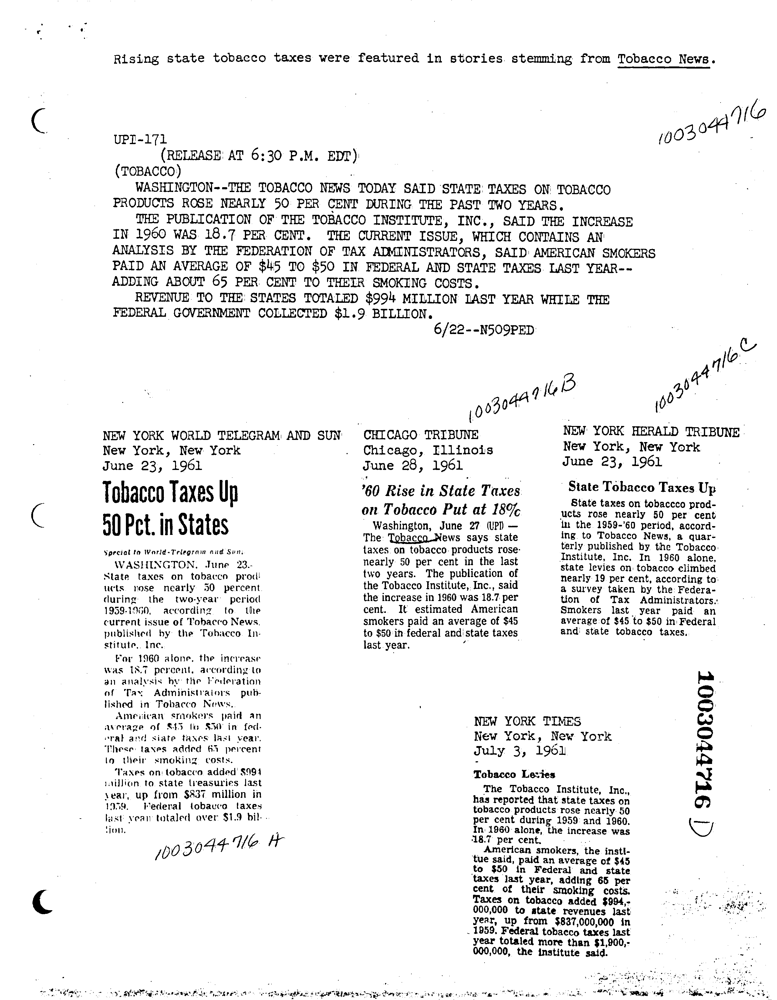 Rising state tobacco taxes were featured in stories stemming from Tobacco News.
1003044716
UPI-171
(RELEASE AT 6:30 P.M. EDT)
(TOBACCO)
WASHINGTON--THE TOBACCO NEWS TODAY SAID STATE TAXES ON TOBACCO
PRODUCTS ROSE NEARLY 50 PER CENT DURING THE PAST TWO YEARS.
THE PUBLICATION OF THE TOBACCO INSTITUTE, INC., SAID THE INCREASE
IN 1960 WAS 18.7 PER CENT. THE CURRENT ISSUE, WHICH CONTAINS AN
ANALYSIS BY THE FEDERATION OF TAX ADMINISTRATORS, SAID AMERICAN SMOKERS
PAID AN AVERAGE OF $45 TO $50 IN FEDERAL AND STATE TAXES LAST YEAR--
ADDING ABOUT 65 PER CENT TO THEIR SMOKING COSTS.
REVENUE TO THE STATES TOTALED $994 MILLION LAST YEAR WHILE THE
FEDERAL GOVERNMENT COLLECTED $1.9 BILLION.
6/22--N509PED
NEW YORK WORLD TELEGRAM AND SUN
New York, New York
June 23, 1961
Tobacco Taxes Up
50 Pct. in States
Special to World-Telegram and Sun.
WASHINGTON, June 23.-
State taxes on tobacco prod-
ucts rose nearly 50 percent
during the two-year period
1959-1960, according to the
current issue of Tobacco News,
published by the Tobacco In-
stitute, Inc.
For 1960 alone, the increase
was 18.7 percent, according to
an analysis by the Federation
of Tax Administrators pub-
lished in Tobacco News.
American smokers paid an
average of $45 to $50 in fed-
eral and state taxes last year.
These taxes added 65 percent
to their smoking costs.
Taxes on tobacco added $994
million to state treasuries last
year, up from $837 million in
1959. Federal tobacco taxes
last year totaled over $1.9 bil-
lion.
1003044716 A
1003044716 B
CHICAGO TRIBUNE
Chicago, Illinois
June 28, 1961
'60 Rise in State Taxes
on Tobacco Put at 18%
Washington, June 27 (UPI) —
The Tobacco News says state
taxes on tobacco products rose
nearly 50 per cent in the last
two years. The publication of
the Tobacco Institute, Inc., said
the increase in 1960 was 18.7 per
cent. It estimated American
smokers paid an average of $45
to $50 in federal and state taxes
last year.
1003044716 C
NEW YORK HERALD TRIBUNE
New York, New York
June 23, 1961
State Tobacco Taxes Up
State taxes on tobaccco prod-
ucts rose nearly 50 per cent
in the 1959-'60 period, accord-
ing to Tobacco News, a quar-
terly published by the Tobacco
Institute, Inc. In 1960 alone,
state levies on tobacco climbed
nearly 19 per cent, according to
a survey taken by the Federa-
tion of Tax Administrators.
Smokers last year paid an
average of $45 to $50 in Federal
and state tobacco taxes.
NEW YORK TIMES
New York, New York
July 3, 1961
Tobacco Levies
The Tobacco Institute, Inc.,
has reported that state taxes on
tobacco products rose nearly 50
per cent during 1959 and 1960.
In 1960 alone, the increase was
18.7 per cent.
American smokers, the insti-
tue said, paid an average of $45
to $50 in Federal and state
taxes last year, adding 65 per
cent of their smoking costs.
Taxes on tobacco added $994,-
000,000 to state revenues last
year, up from $837,000,000 in
1959. Federal tobacco taxes last
year totaled more than $1,900,-
000,000, the institute said.
1003044716 D